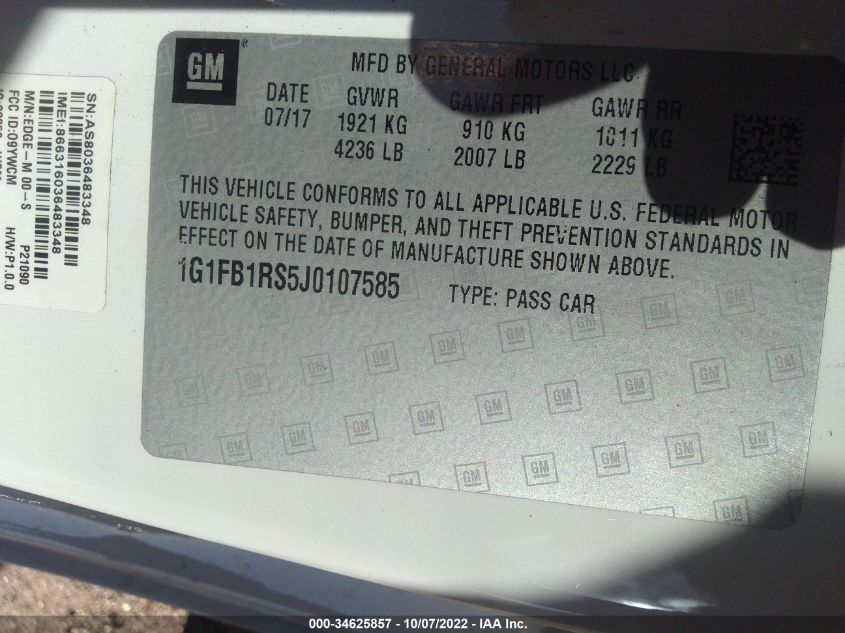 GM
®
MFD BY GENERAL MOTORS LLC
DATE GVWR GAWR FRT GAWR RR
07/17 1921 KG 910 KG 1011 KG
4236 LB 2007 LB 2229 LB
THIS VEHICLE CONFORMS TO ALL APPLICABLE U.S. FEDERAL MOTOR
VEHICLE SAFETY, BUMPER, AND THEFT PREVENTION STANDARDS IN
EFFECT ON THE DATE OF MANUFACTURE SHOWN ABOVE.
1G1FB1RS5J0107585 TYPE: PASS CAR
SN:AS8036483348
IMEI:866316036483348
M/N:EDGE-M 00-S P21090
FCC ID:09YWCM H/W:P1.0.0
000-34625857 - 10/07/2022 - IAA Inc.